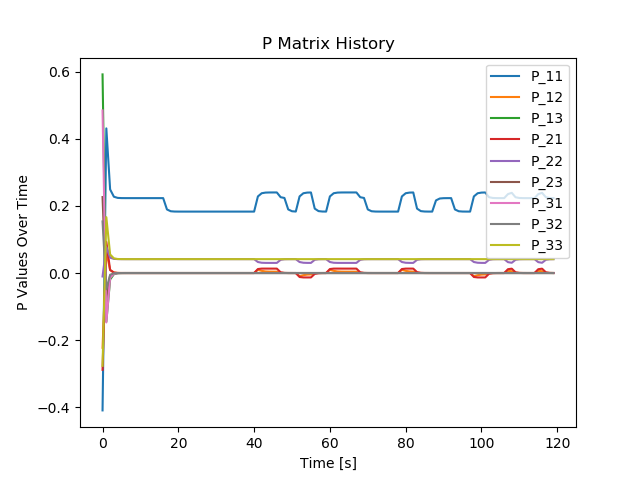 P Matrix History
P Values Over Time
0.6
0.4
0.2
0.0
−0.2
−0.4
P_11
P_12
P_13
P_21
P_22
P_23
P_31
P_32
P_33
0 20 40 60 80 100 120
Time [s]